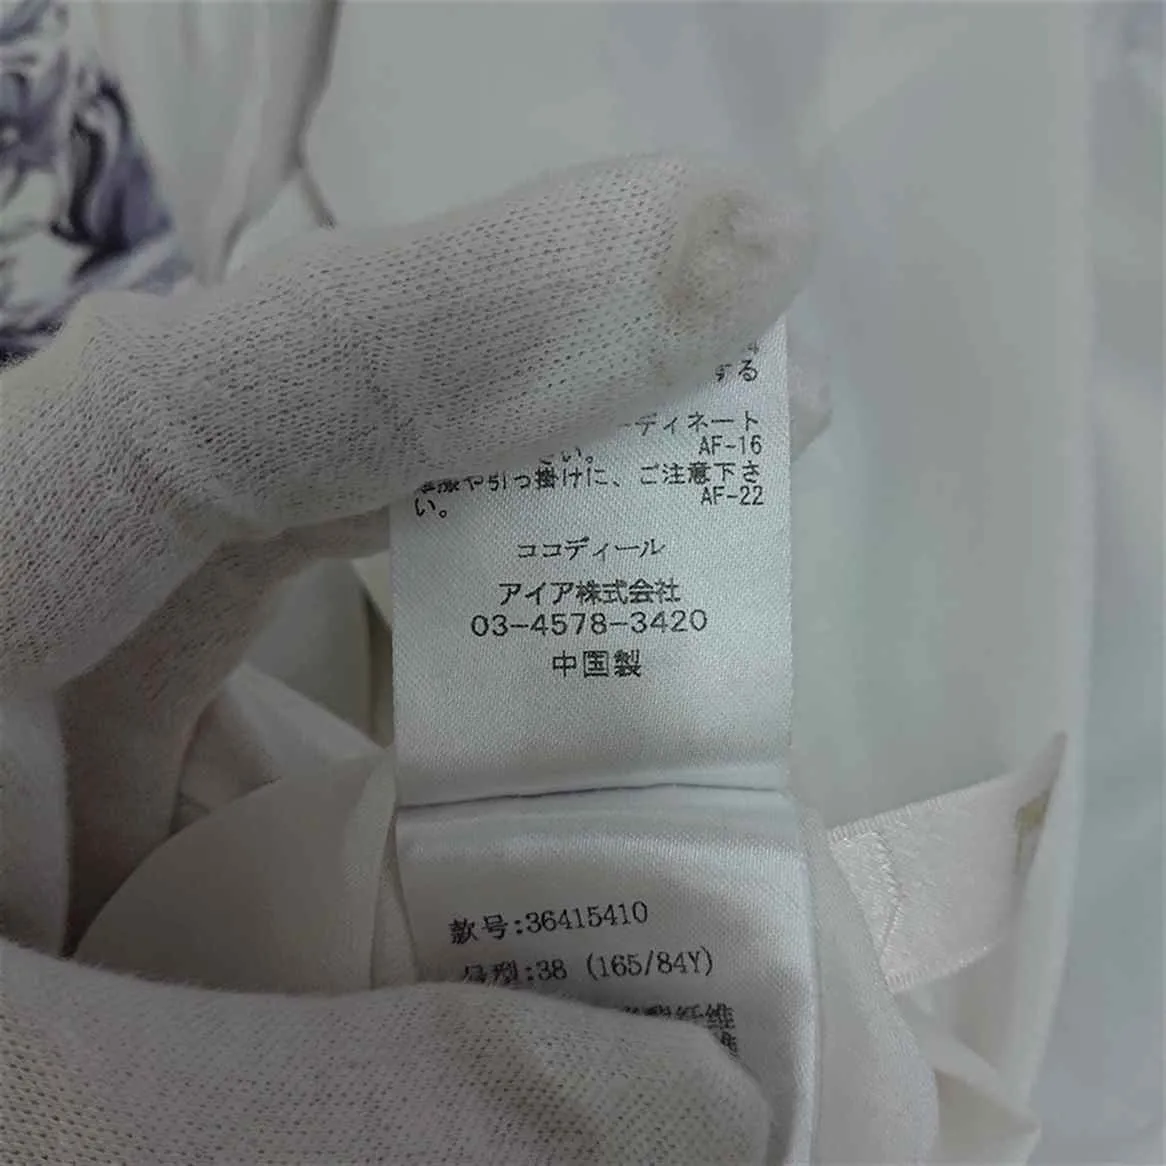 する
ーディネート
さい。 AF-16
や引っ掛けに、ご注意下さ
い。 AF-22
ココディール
アイア株式会社
03-4578-3420
中国製
款号:36415410
号型:38 (165/84Y)
纤维